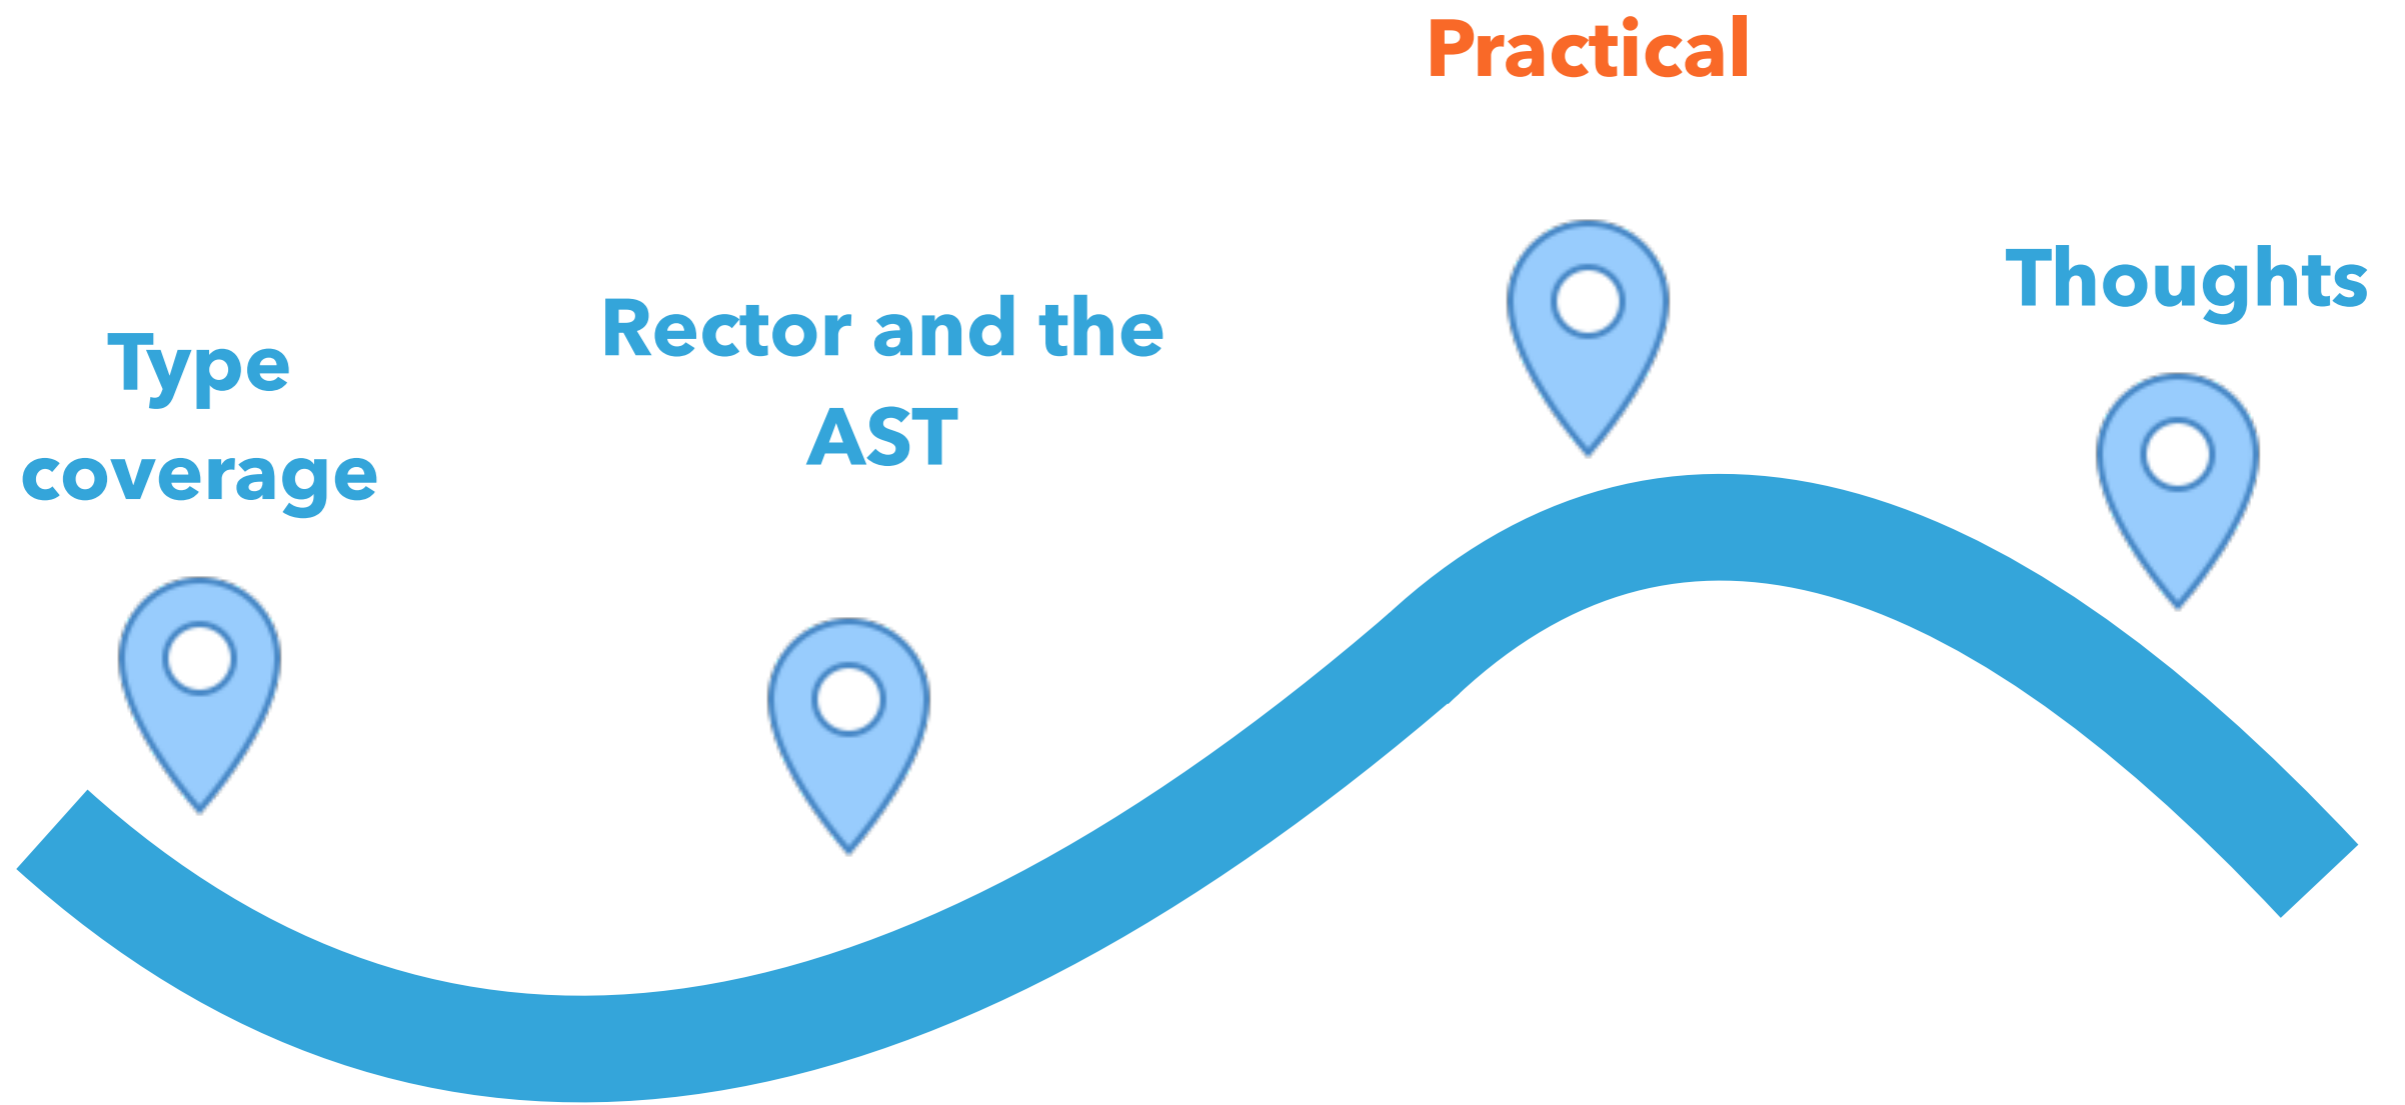 Type
coverage
Rector and the
AST
Practical
Thoughts